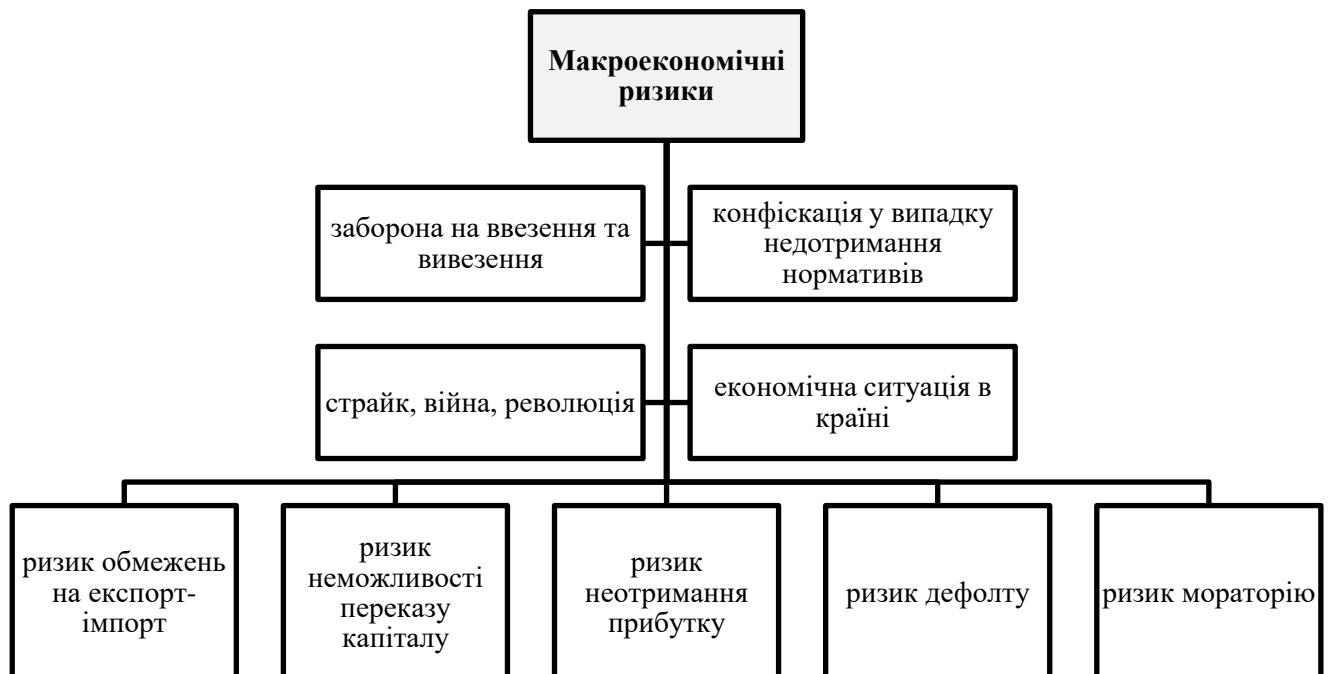 Макроекономічні
ризики
заборона на ввезення та
вивезення
конфіскація у випадку
недотримання
нормативів
страйк, війна, революція
економічна ситуація в
країні
ризик обмежень
на експорт-
імпорт
ризик
неможливості
переказу
капіталу
ризик
неотримання
прибутку
ризик дефолту
ризик мораторію